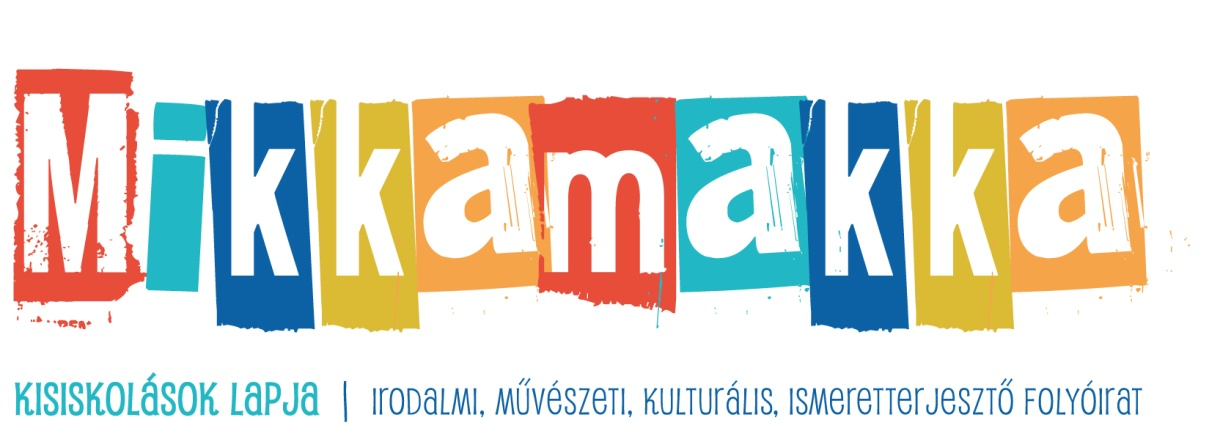 Mikkamakka
KISISKOLÁSOK LAPJA | IRODALMI, MŰVÉSZETI, KULTURÁLIS, ISMERETTERJESZTŐ FOLYÓIRAT